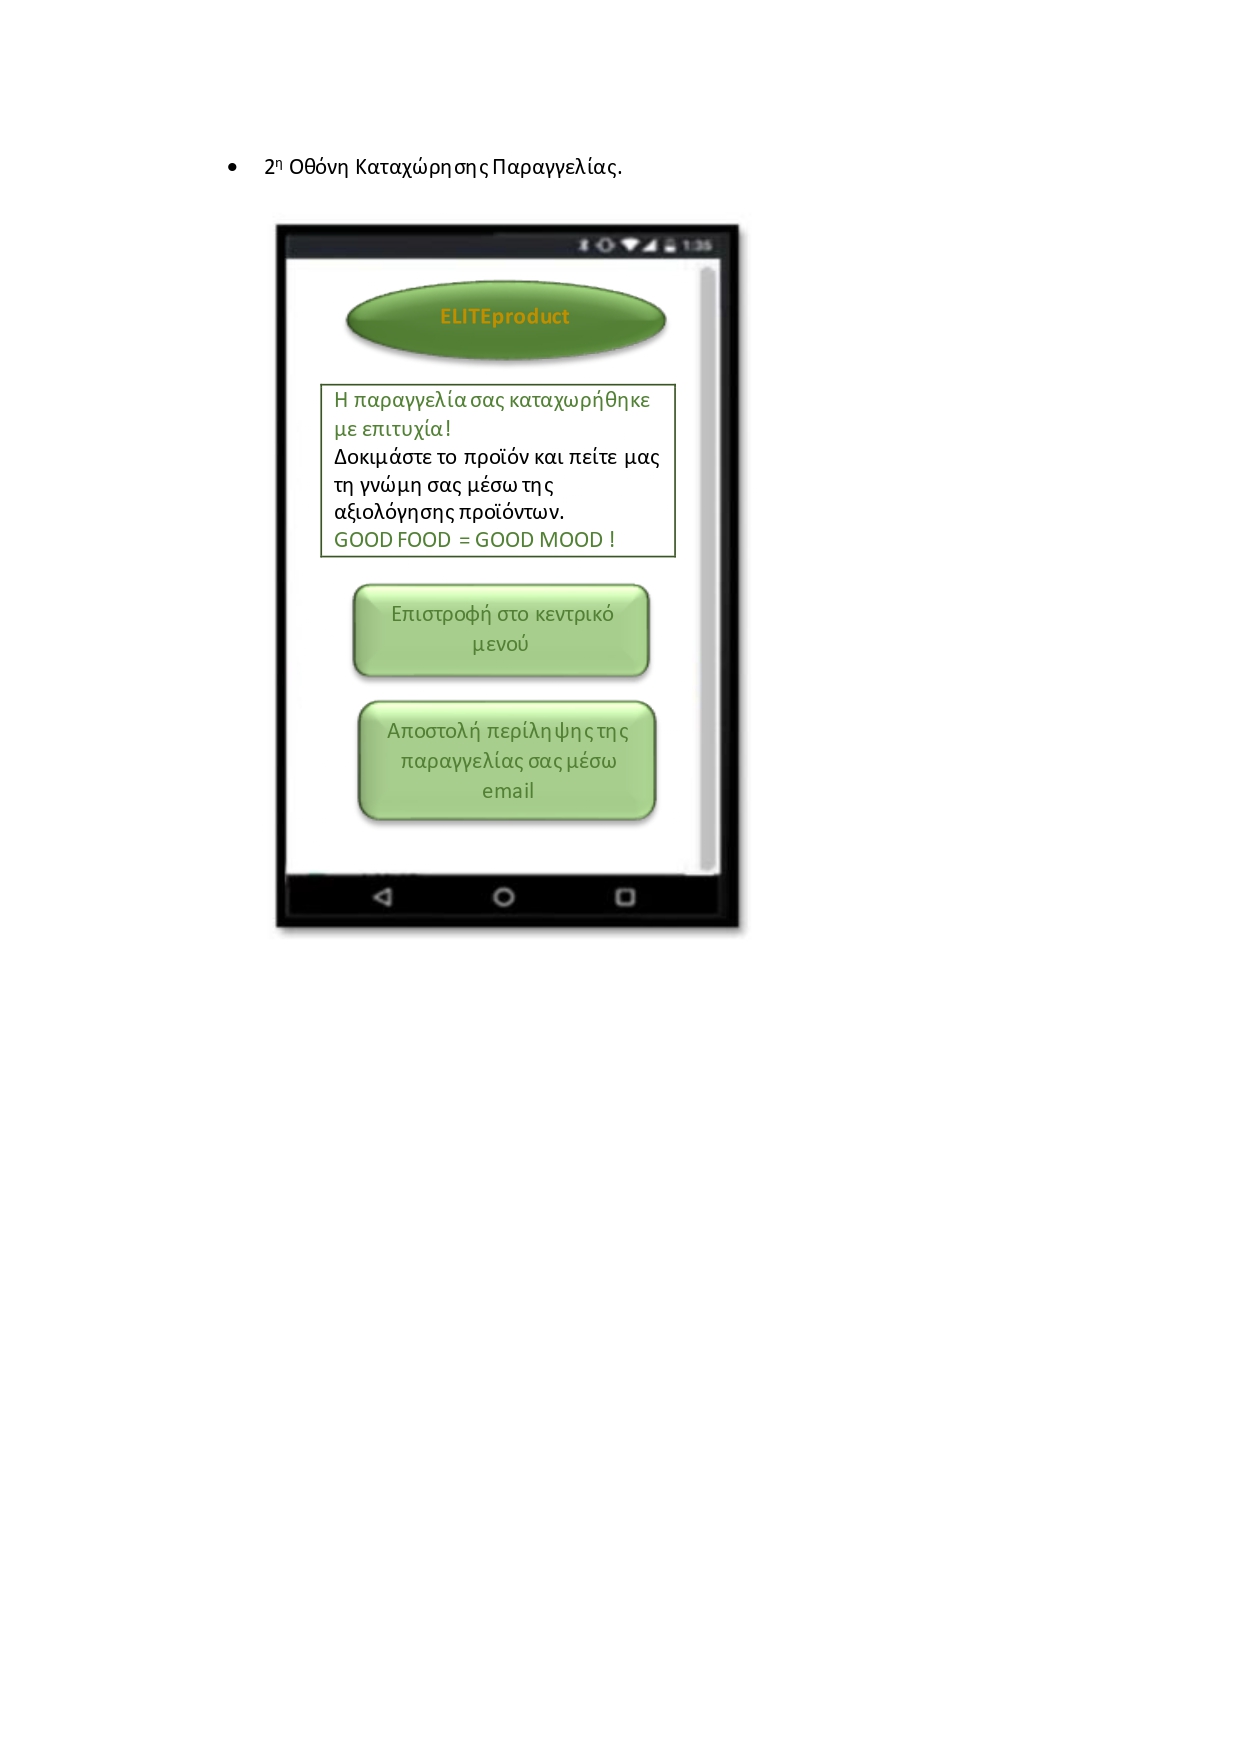 • 2η Οθόνη Καταχώρησης Παραγγελίας.
1:35
ELITEproduct
Η παραγγελία σας καταχωρήθηκε
με επιτυχία!
Δοκιμάστε το προϊόν και πείτε μας
τη γνώμη σας μέσω της
αξιολόγησης προϊόντων.
GOOD FOOD = GOOD MOOD !
Επιστροφή στο κεντρικό
μενού
Αποστολή περίληψης της
παραγγελίας σας μέσω
email